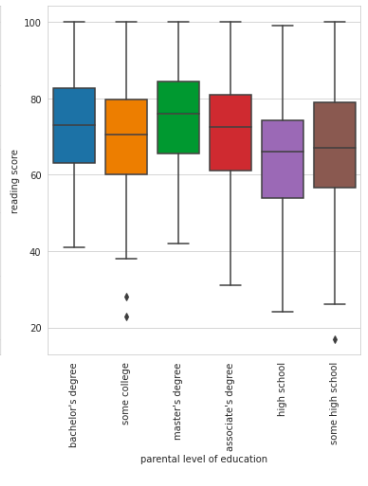 100
80
60
40
20
reading score
bachelor's degree
some college
master's degree
associate's degree
high school
some high school
parental level of education